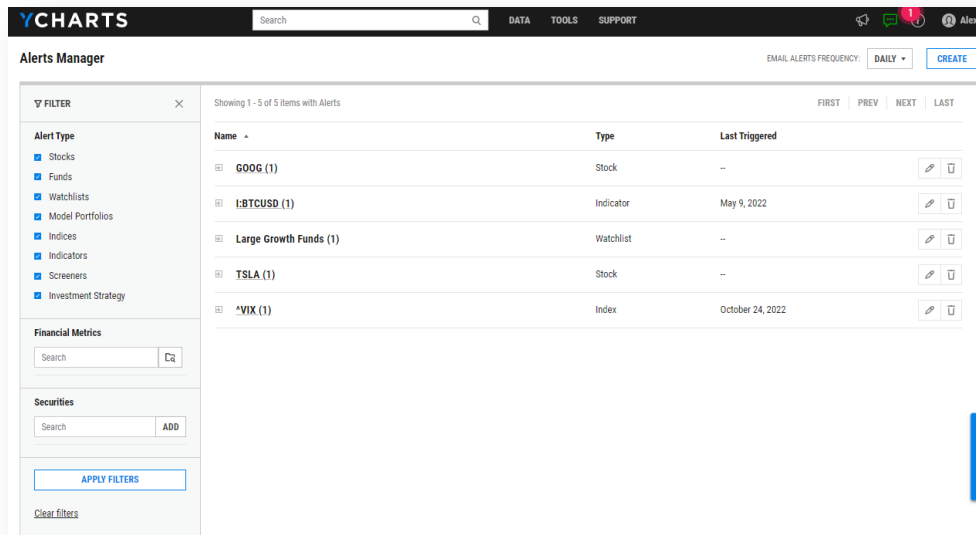 YCHARTS
Search
DATA TOOLS SUPPORT
1
Alex
Alerts Manager
EMAIL ALERTS FREQUENCY: DAILY
CREATE
FILTER
Showing 1 - 5 of 5 items with Alerts
FIRST PREV NEXT LAST
Alert Type
Stocks
Funds
Watchlists
Model Portfolios
Indices
Indicators
Screeners
Investment Strategy
Financial Metrics
Search
Securities
Search ADD
APPLY FILTERS
Clear filters
Name Type Last Triggered
GOOG (1) Stock --
I:BTCUSD (1) Indicator May 9, 2022
Large Growth Funds (1) Watchlist --
TSLA (1) Stock --
^VIX (1) Index October 24, 2022